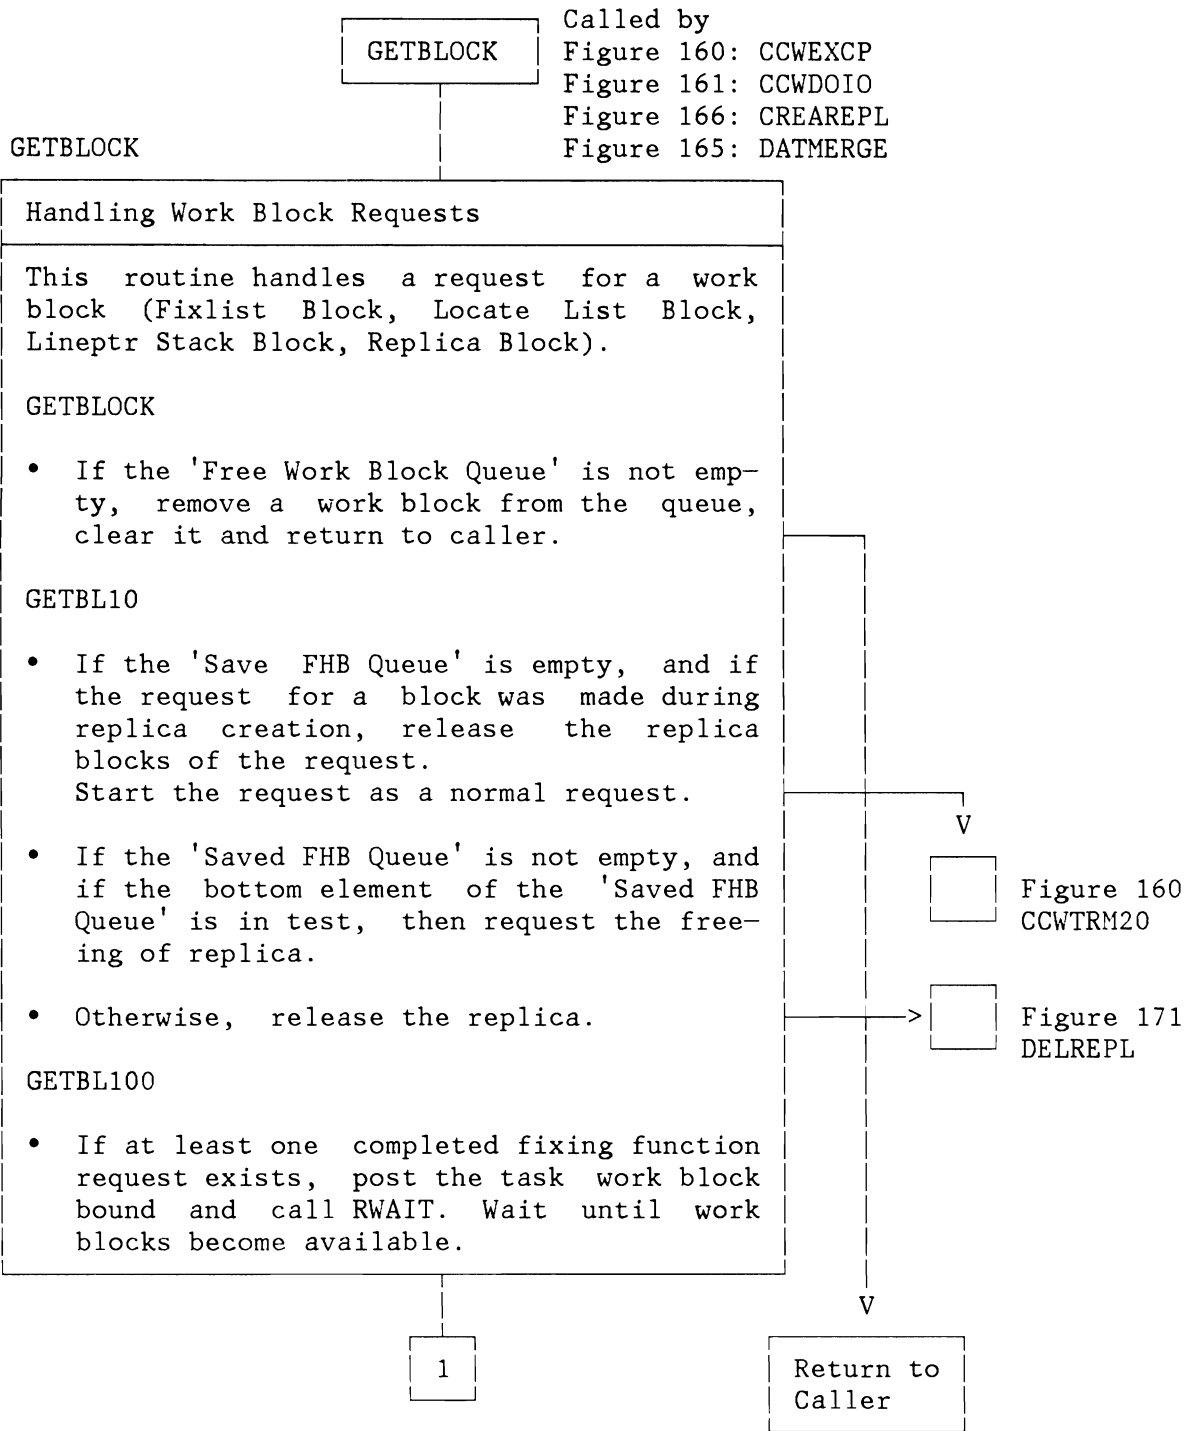 GETBLOCK
Called by
Figure 160: CCWEXCP
Figure 161: CCWDOIO
Figure 166: CREAREPL
Figure 165: DATMERGE
GETBLOCK
Handling Work Block Requests
This routine handles a request for a work
block (Fixlist Block, Locate List Block,
Lineptr Stack Block, Replica Block).
GETBLOCK
• If the 'Free Work Block Queue' is not emp-
ty, remove a work block from the queue,
clear it and return to caller.
GETBL10
• If the 'Save FHB Queue' is empty, and if
the request for a block was made during
replica creation, release the replica
blocks of the request.
Start the request as a normal request.
V
• If the 'Saved FHB Queue' is not empty, and
if the bottom element of the 'Saved FHB
Queue' is in test, then request the free-
ing of replica.
Figure 160
CCWTRM20
• Otherwise, release the replica.
>
Figure 171
DELREPL
GETBL100
• If at least one completed fixing function
request exists, post the task work block
bound and call RWAIT. Wait until work
blocks become available.
V
1
Return to
Caller